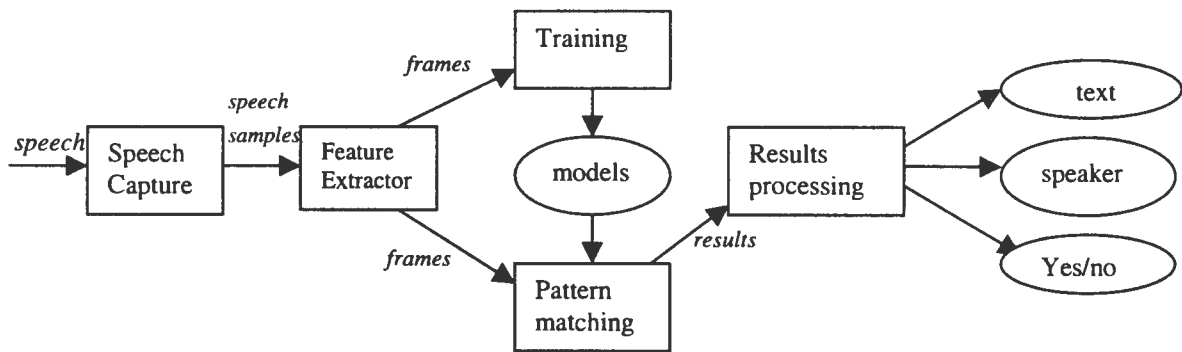 speech
Speech
Capture
speech
samples
Feature
Extractor
frames
frames
Training
models
Pattern
matching
results
Results
processing
text
speaker
Yes/no